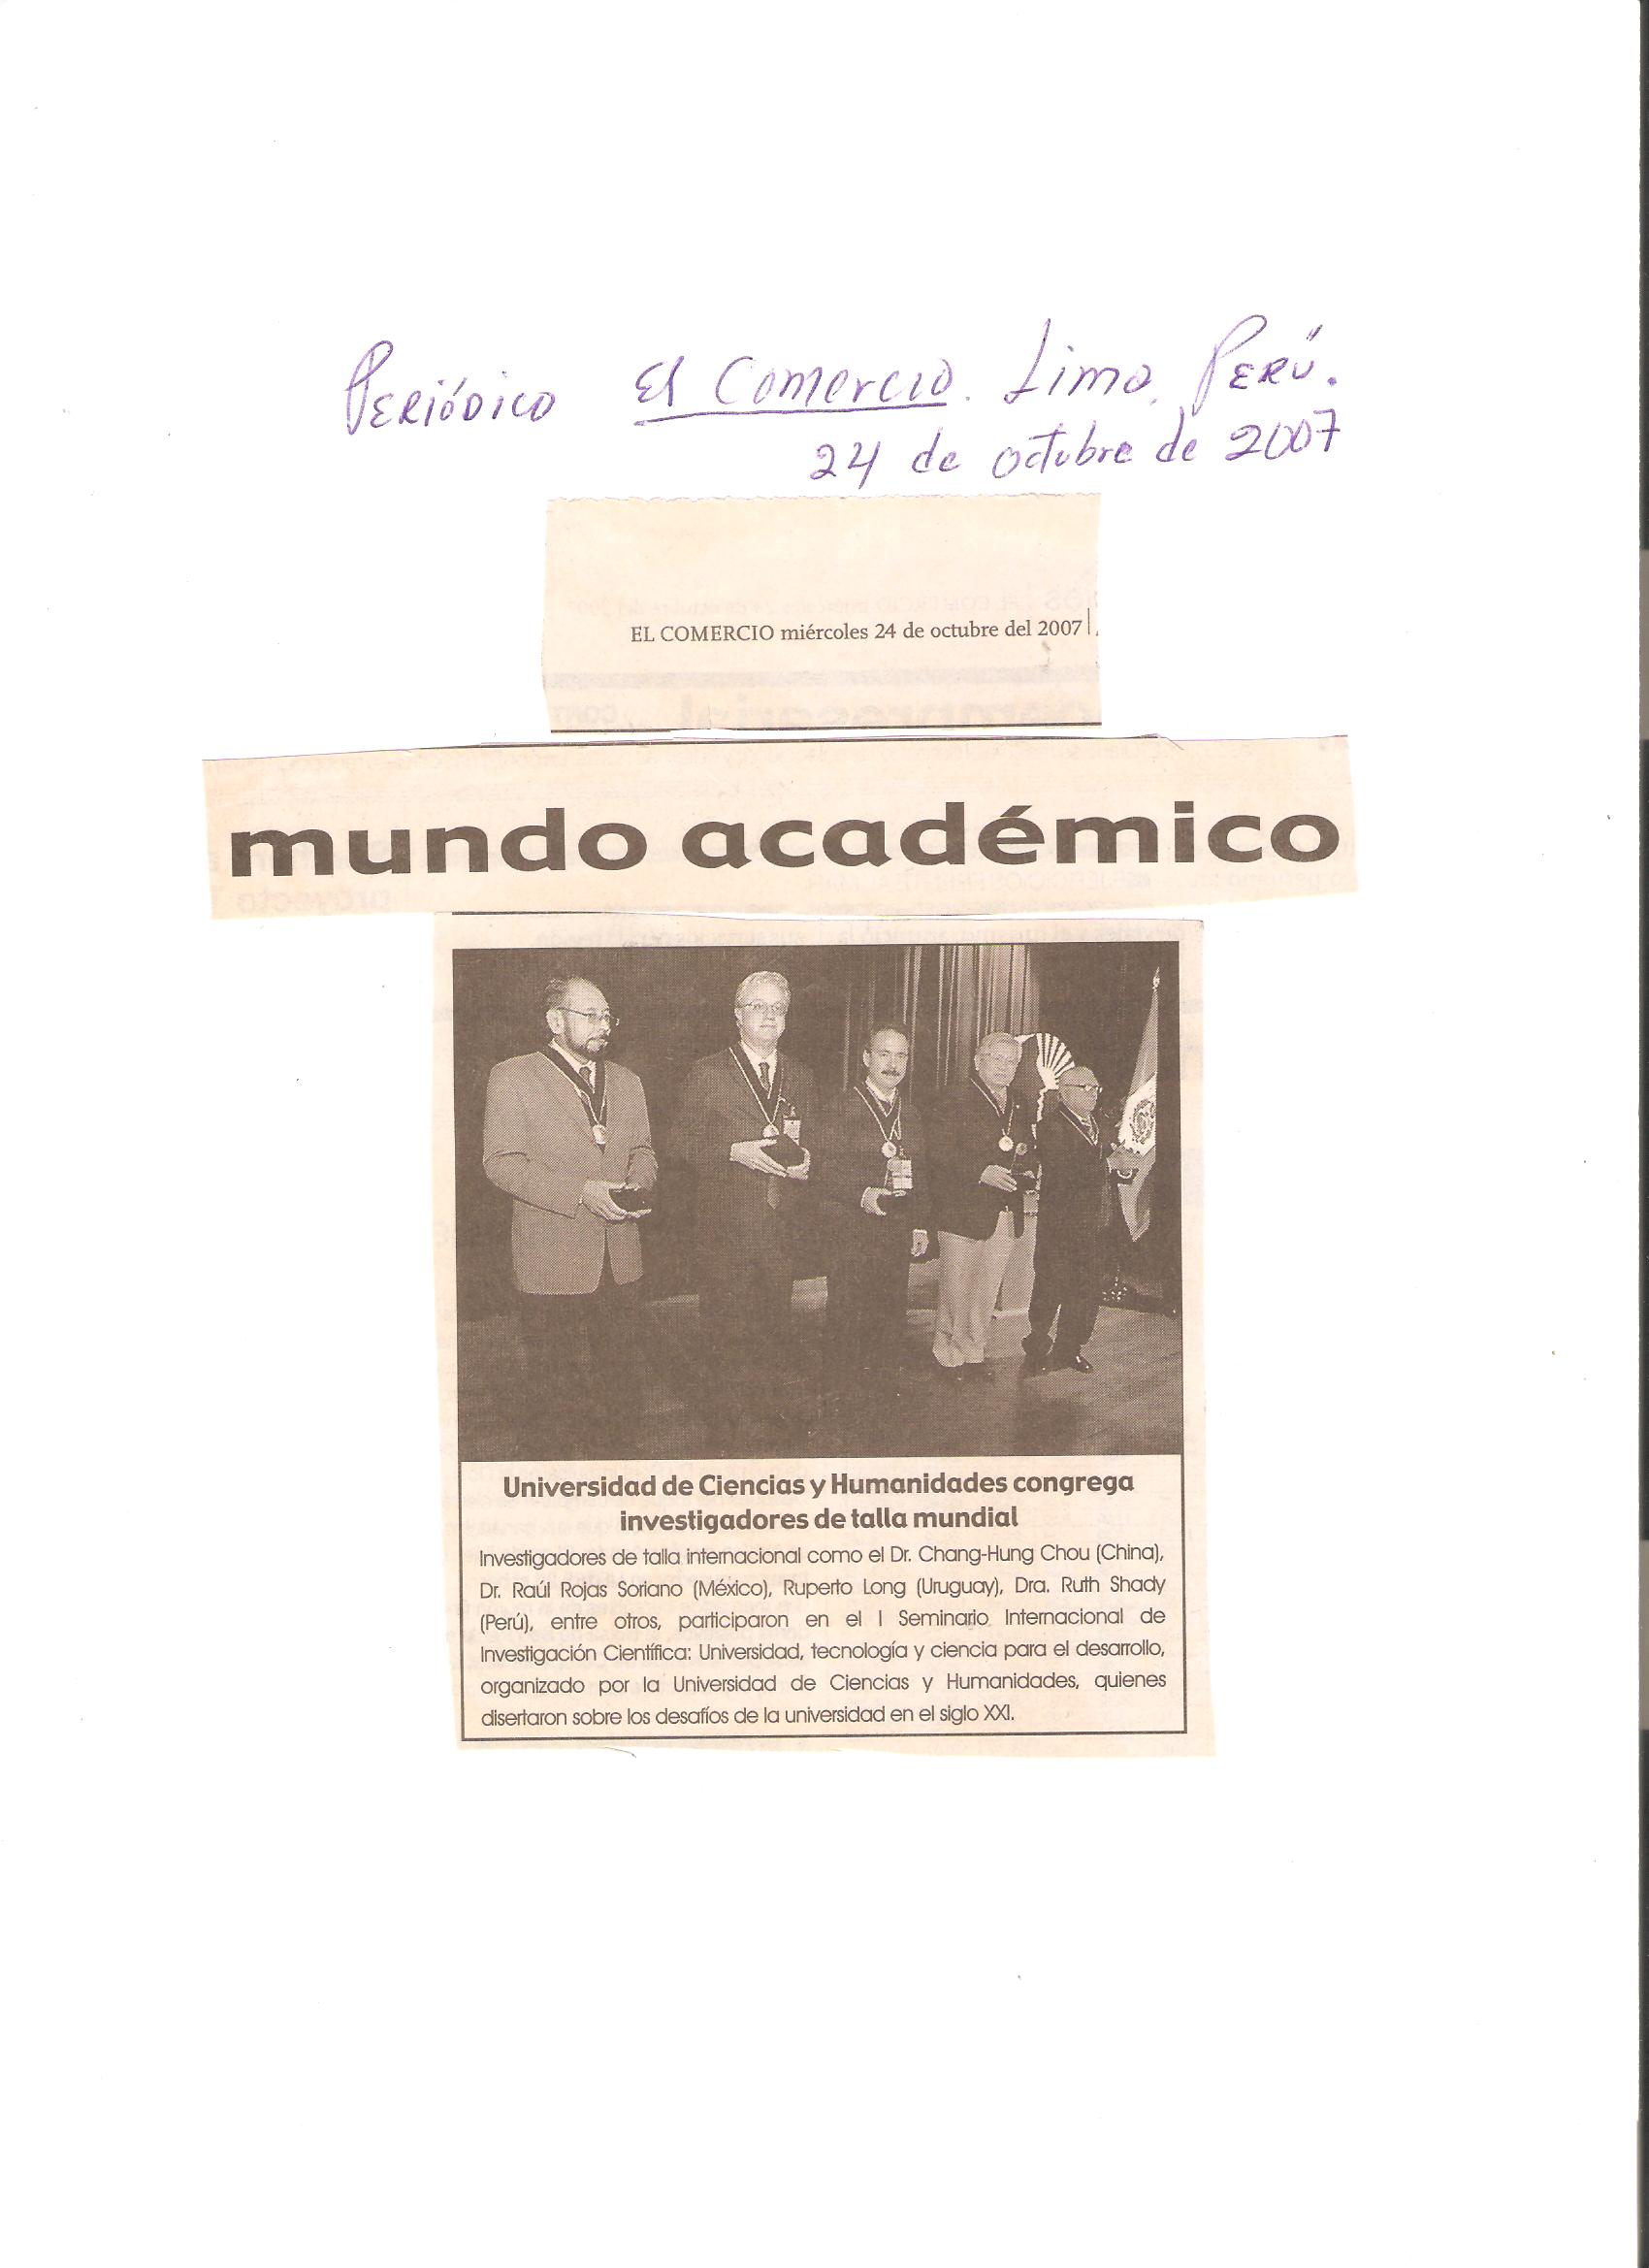 PERIÓDICO El Comercio. Lima, PERÚ.
24 de octubre de 2007
EL COMERCIO miércoles 24 de octubre del 2007
mundo académico
Universidad de Ciencias y Humanidades congrega
investigadores de talla mundial
Investigadores de talla internacional como el Dr. Chang-Hung Chou (China),
Dr. Raúl Rojas Soriano (México), Ruperto Long (Uruguay), Dra. Ruth Shady
(Perú), entre otros, participaron en el I Seminario Internacional de
Investigación Científica: Universidad, tecnología y ciencia para el desarrollo,
organizado por la Universidad de Ciencias y Humanidades, quienes
disertaron sobre los desafíos de la universidad en el siglo XXI.